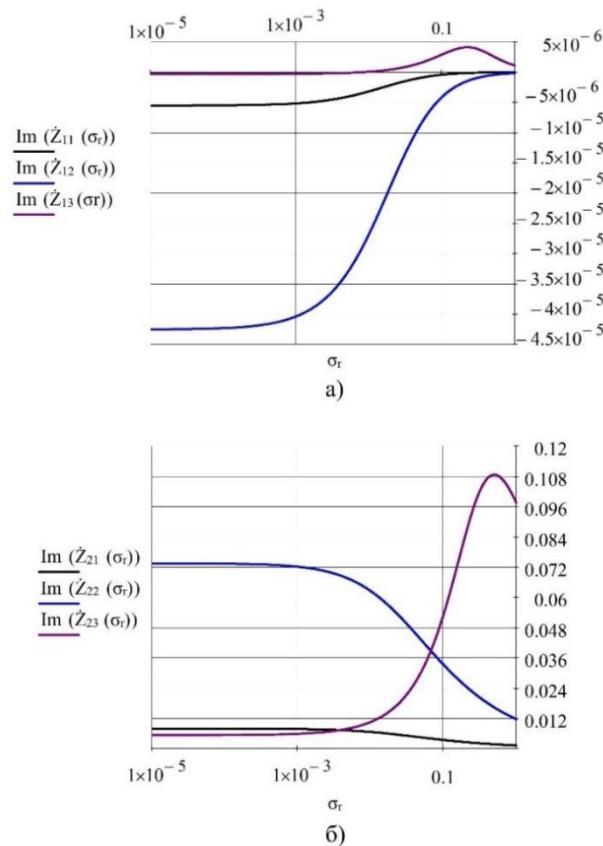 1×10⁻⁵ 1×10⁻³ 0.1
5×10⁻⁶
−5×10⁻⁶
−1×10⁻⁵
−1.5×10⁻⁵
−2×10⁻⁵
−2.5×10⁻⁵
−3×10⁻⁵
−3.5×10⁻⁵
−4×10⁻⁵
−4.5×10⁻⁵
Im (Ż₁₁ (σᵣ))
Im (Ż₁₂ (σᵣ))
Im (Ż₁₃ (σr))
σᵣ
а)
0.12
0.108
0.096
0.084
0.072
0.06
0.048
0.036
0.024
0.012
Im (Ż₂₁ (σᵣ))
Im (Ż₂₂ (σᵣ))
Im (Ż₂₃ (σᵣ))
1×10⁻⁵ 1×10⁻³ 0.1
σᵣ
б)